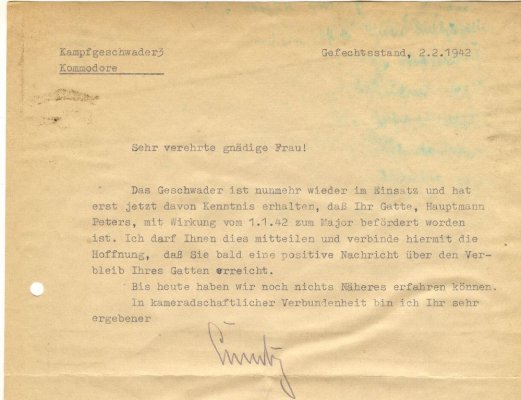 Kampfgeschwader3
Gefechtsstand, 2.2.1942
Kommodore
Sehr verehrte gnädige Frau!
Das Geschwader ist nunmehr wieder im Einsatz und hat
erst jetzt davon Kenntnis erhalten, daß Ihr Gatte, Hauptmann
Peters, mit Wirkung vom 1.1.42 zum Major befördert worden
ist. Ich darf Ihnen dies mitteilen und verbinde hiermit die
Hoffnung, daß Sie bald eine positive Nachricht über den Ver-
bleib Ihres Gatten erreicht.
Bis heute haben wir noch nichts Näheres erfahren können.
In kameradschaftlicher Verbundenheit bin ich Ihr sehr
ergebener